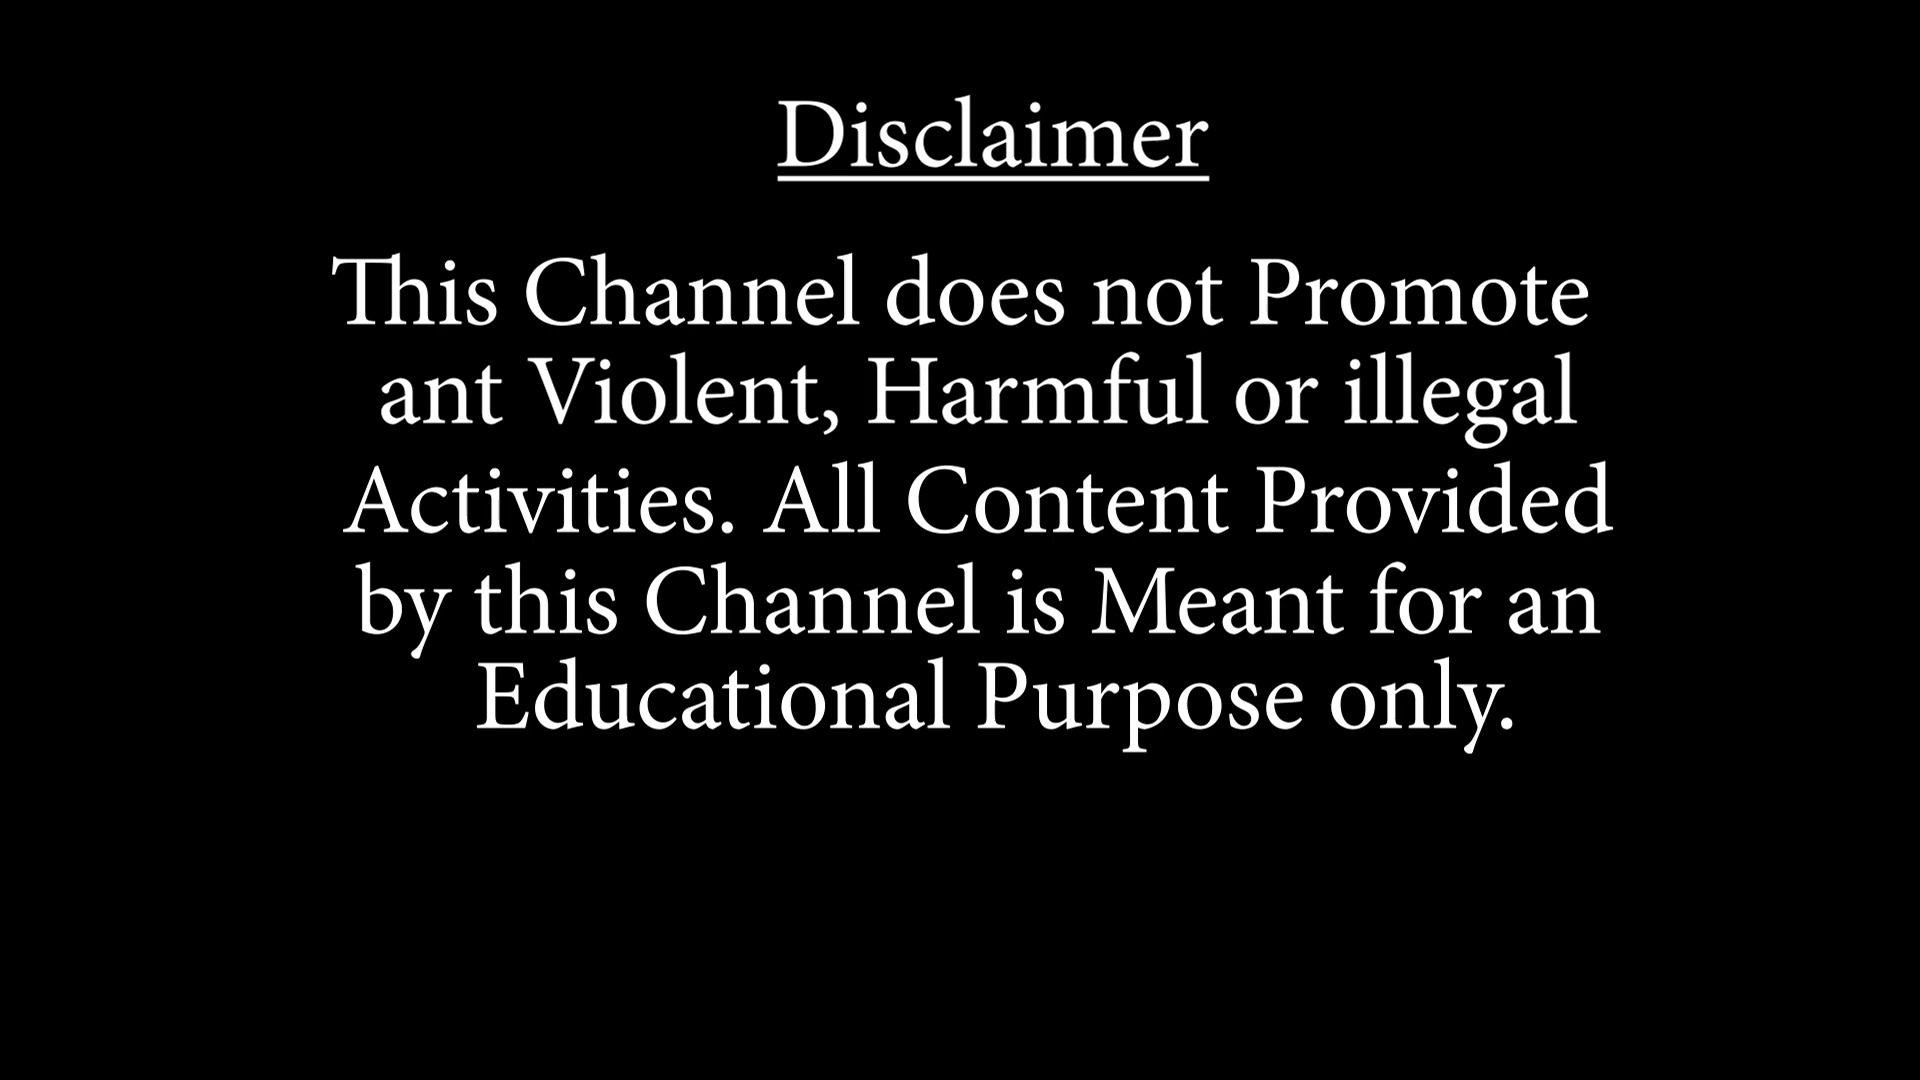 Disclaimer
This Channel does not Promote
ant Violent, Harmful or illegal
Activities. All Content Provided
by this Channel is Meant for an
Educational Purpose only.